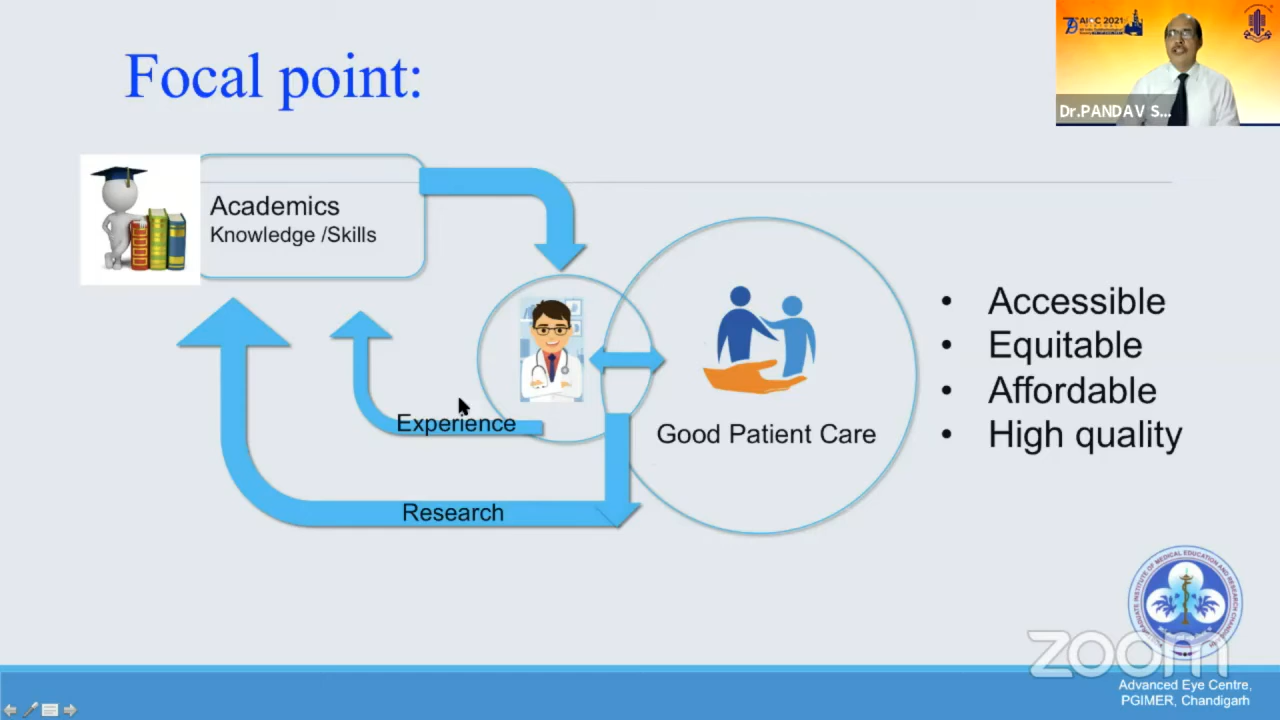 Focal point:
AIOC 2021
Dr.PANDAV S...
Academics
Knowledge /Skills
Experience
Good Patient Care
Research
• Accessible
• Equitable
• Affordable
• High quality
zoom
Advanced Eye Centre,
PGIMER, Chandigarh